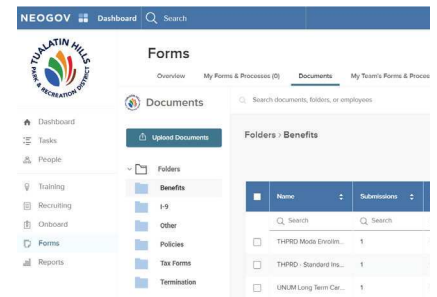 NEOGOV Dashboard Search
TUALATIN HILLS
PARK & RECREATION DISTRICT
Forms
Overview My Forms & Processes (0) Documents My Team's Forms & Proces
Documents
Search documents, folders, or employees
Dashboard
Tasks
People
Training
Recruiting
Onboard
Forms
Reports
Upload Documents
Folders
Benefits
I-9
Other
Policies
Tax Forms
Termination
Folders > Benefits
Name Submissions
Search Search
THPRD Moda Enrollm... 1
THPRD - Standard Ins... 1
UNUM Long Term Car... 1